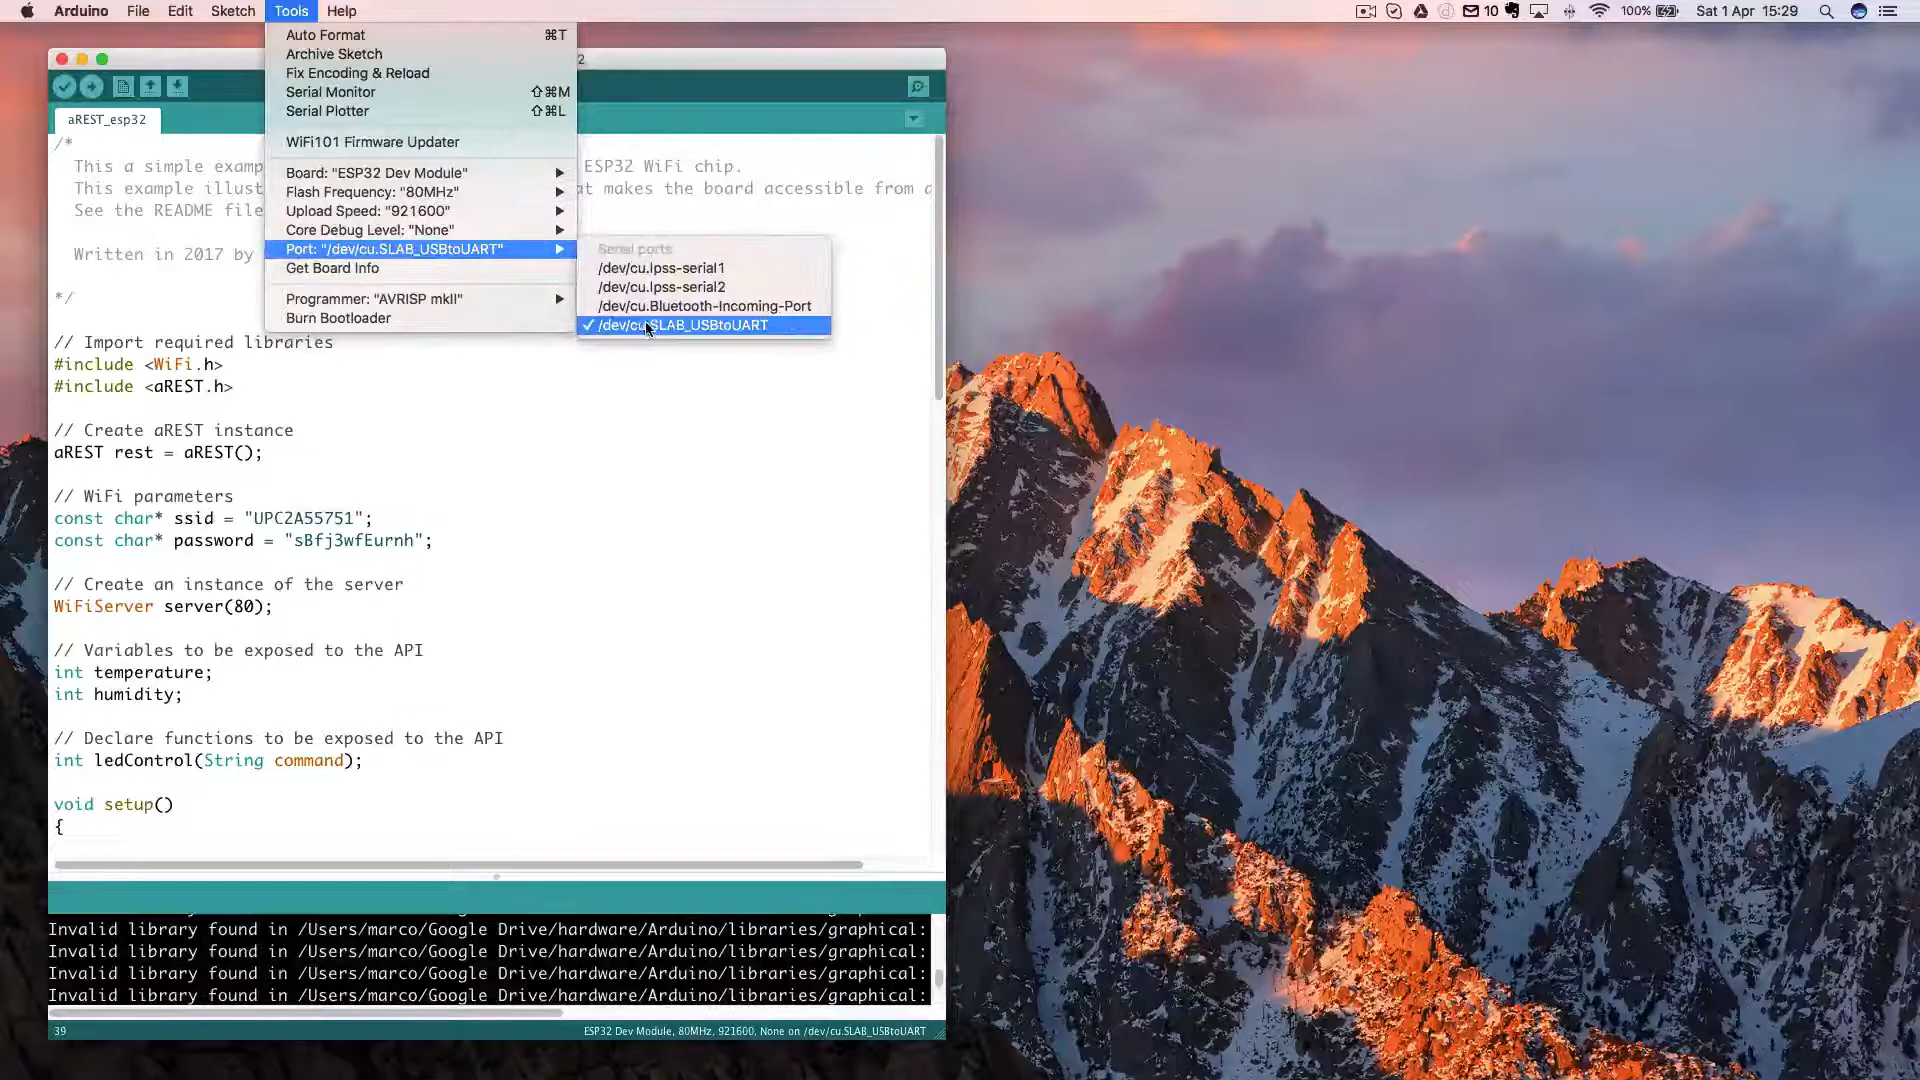 Arduino File Edit Sketch Tools Help
10
100%
Sat 1 Apr 15:29
Auto Format ⌘T
Archive Sketch
Fix Encoding & Reload
Serial Monitor ⇧⌘M
Serial Plotter ⇧⌘L
WiFi101 Firmware Updater
Board: "ESP32 Dev Module"
Flash Frequency: "80MHz"
Upload Speed: "921600"
Core Debug Level: "None"
Port: "/dev/cu.SLAB_USBtoUART"
Get Board Info
Programmer: "AVRISP mkII"
Burn Bootloader
Serial ports
/dev/cu.lpss-serial1
/dev/cu.lpss-serial2
/dev/cu.Bluetooth-Incoming-Port
✓ /dev/cu.SLAB_USBtoUART
2
aREST_esp32
/*
This a simple examp ESP32 WiFi chip.
This example illust at makes the board accessible from
See the README file
Written in 2017 by
*/
// Import required libraries
#include <WiFi.h>
#include <aREST.h>
// Create aREST instance
aREST rest = aREST();
// WiFi parameters
const char* ssid = "UPC2A55751";
const char* password = "sBfj3wfEurnh";
// Create an instance of the server
WiFiServer server(80);
// Variables to be exposed to the API
int temperature;
int humidity;
// Declare functions to be exposed to the API
int ledControl(String command);
void setup()
{
Invalid library found in /Users/marco/Google Drive/hardware/Arduino/libraries/graphical:
Invalid library found in /Users/marco/Google Drive/hardware/Arduino/libraries/graphical:
Invalid library found in /Users/marco/Google Drive/hardware/Arduino/libraries/graphical:
Invalid library found in /Users/marco/Google Drive/hardware/Arduino/libraries/graphical:
39
ESP32 Dev Module, 80MHz, 921600, None on /dev/cu.SLAB_USBtoUART